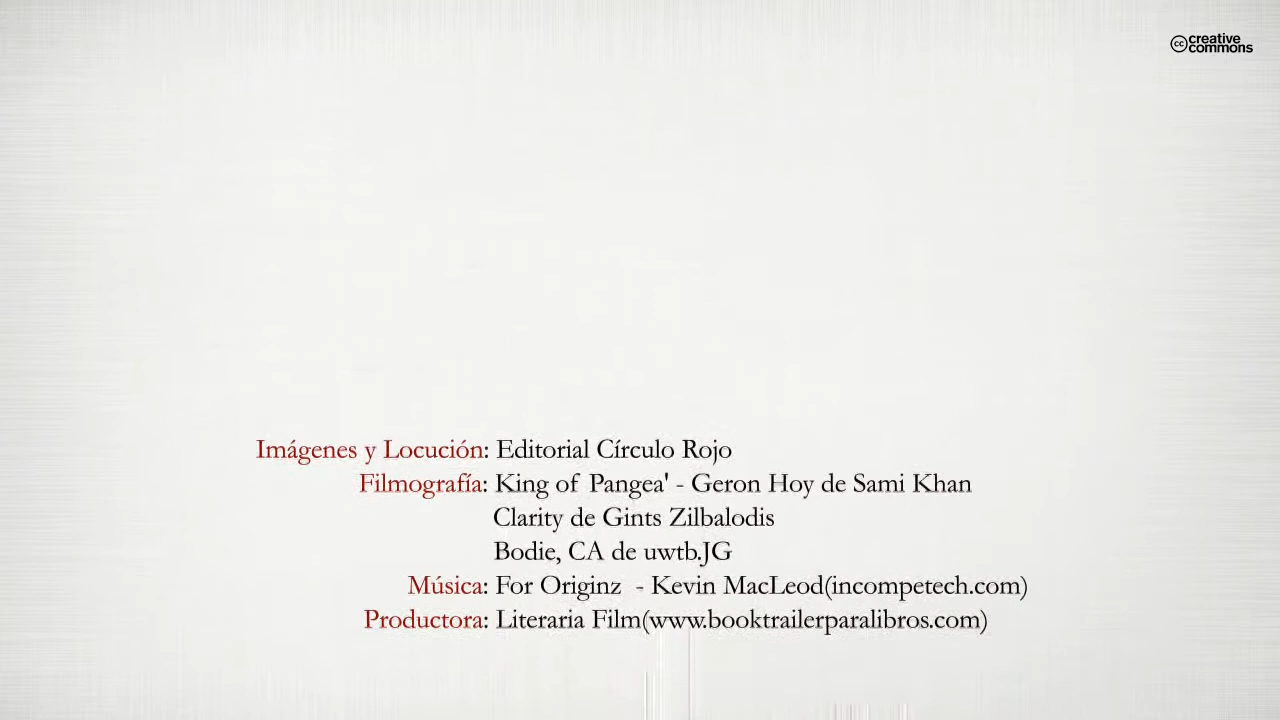 creative
commons
Imágenes y Locución: Editorial Círculo Rojo
Filmografía: King of Pangea' - Geron Hoy de Sami Khan
Clarity de Gints Zilbalodis
Bodie, CA de uwtb.JG
Música: For Originz - Kevin MacLeod(incompetech.com)
Productora: Literaria Film(www.booktrailerparalibros.com)